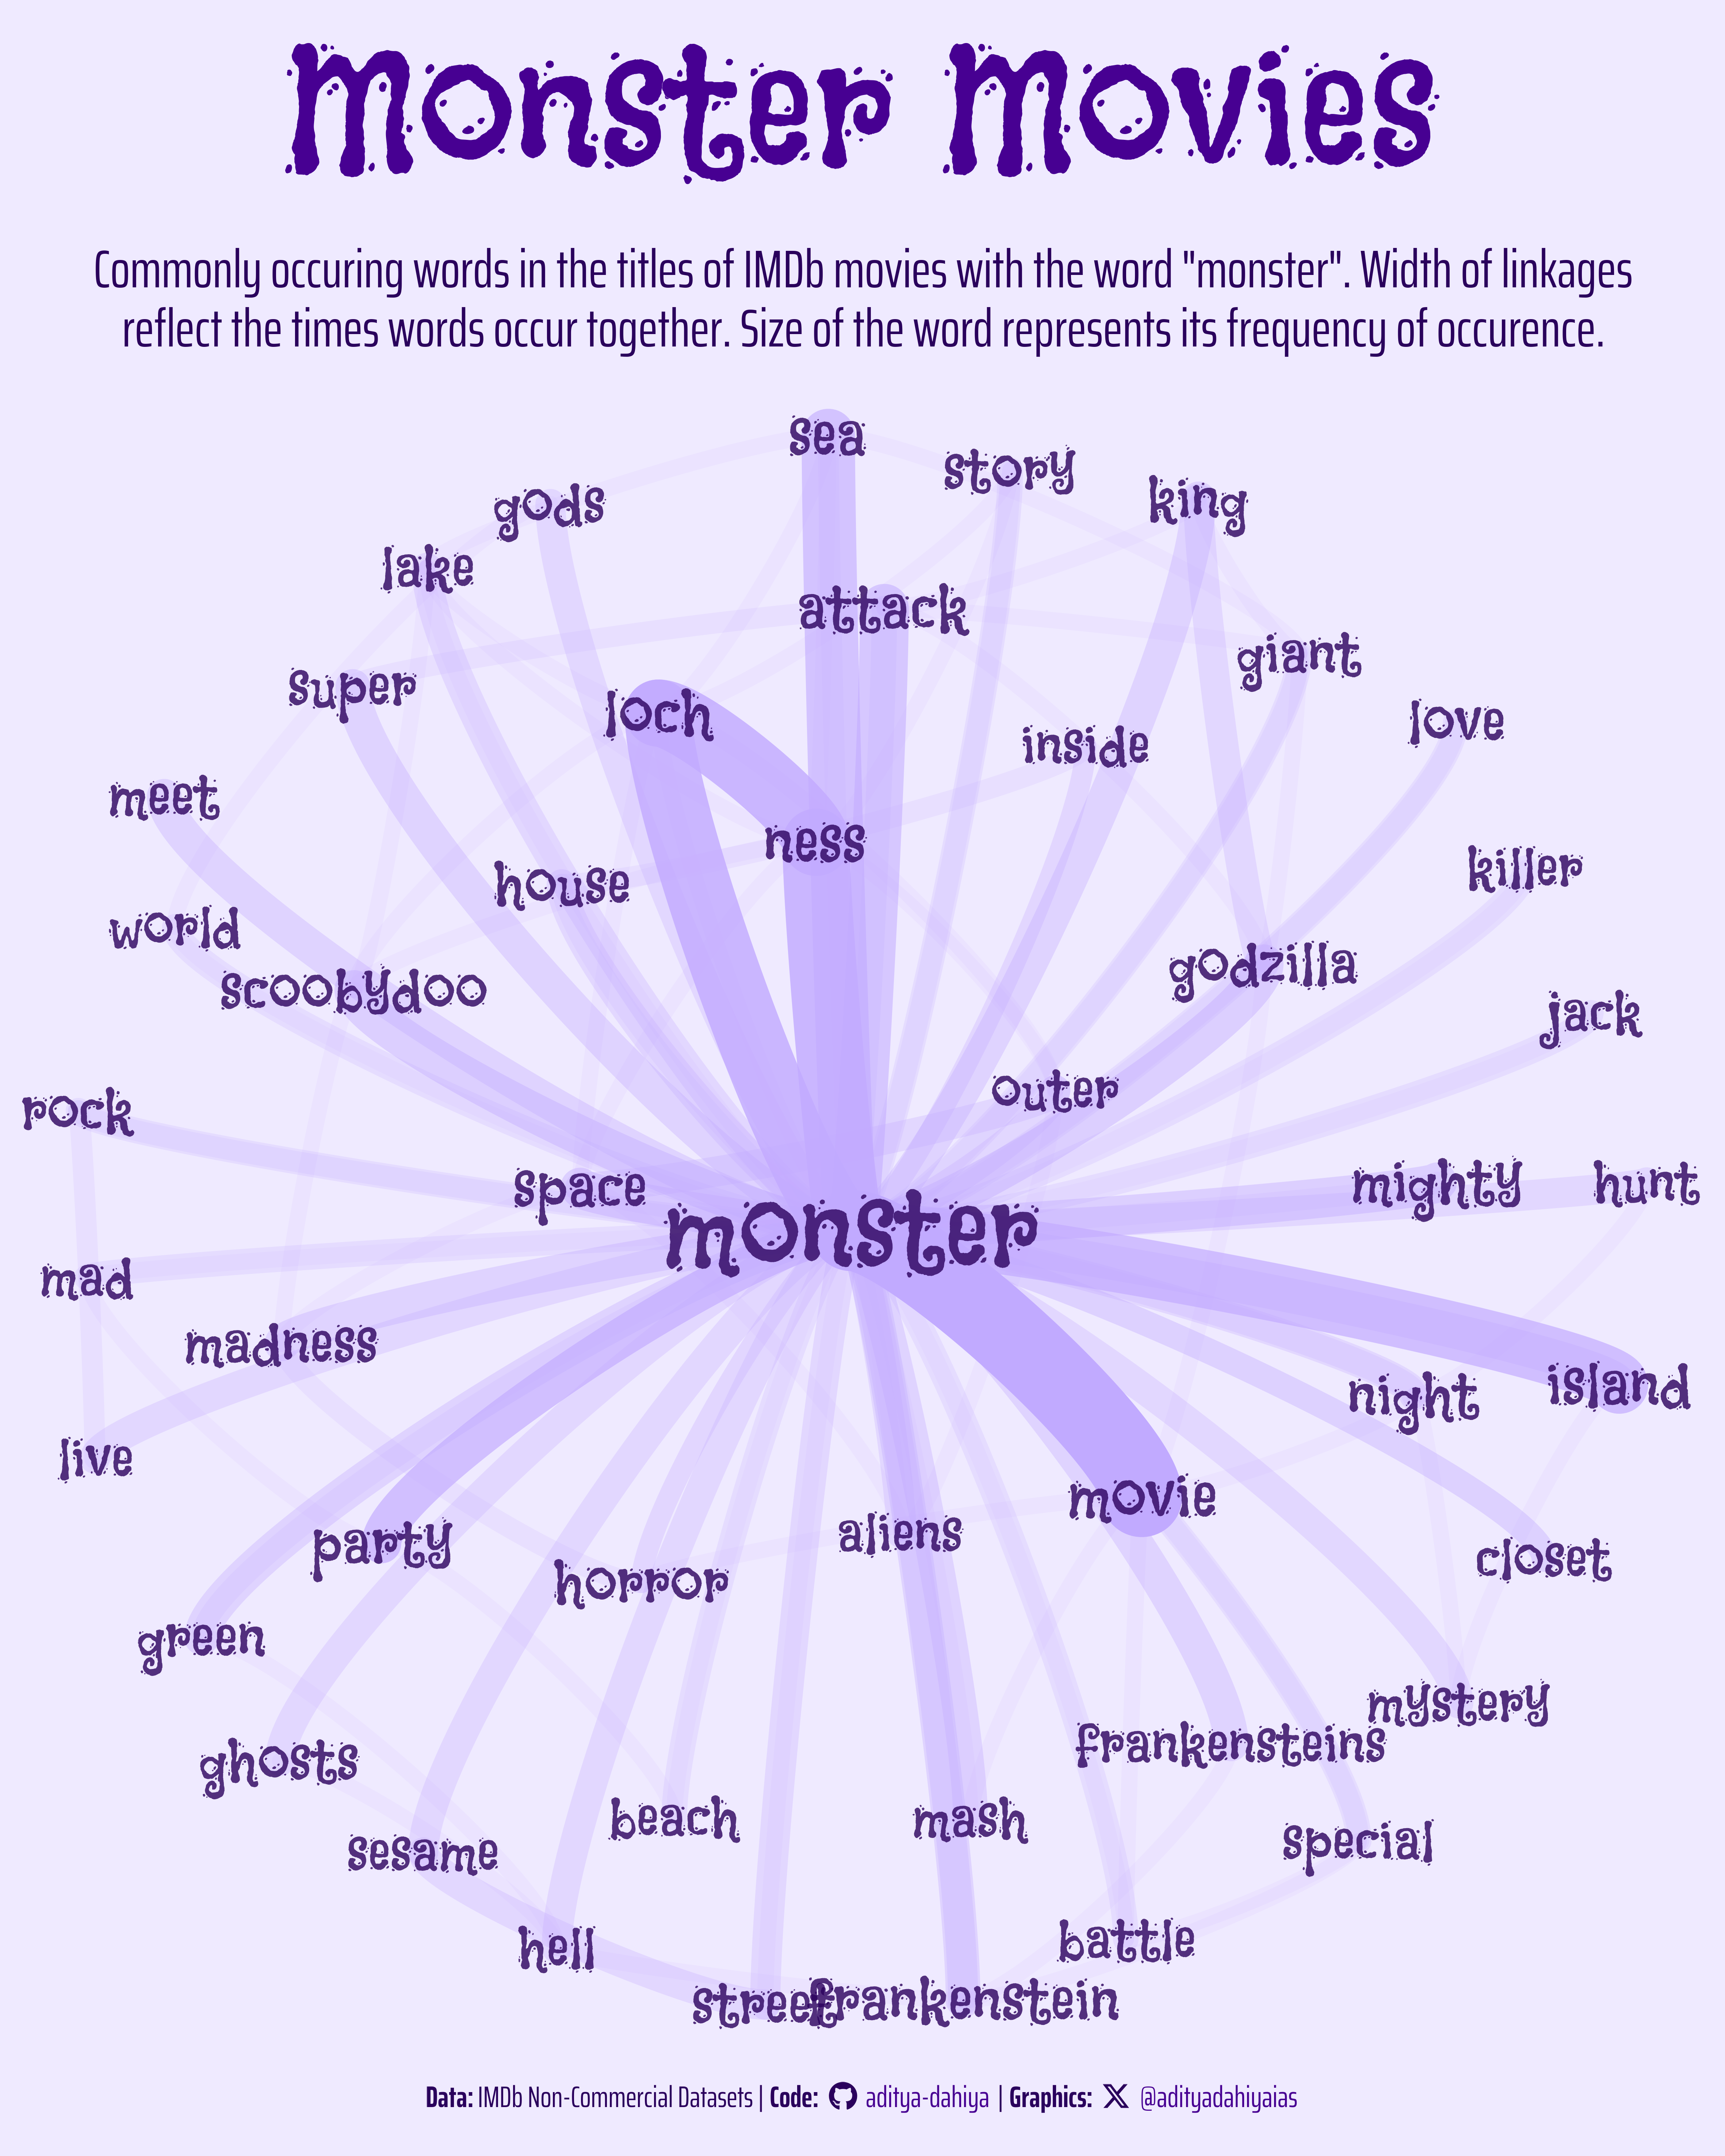 Monster Movies
Commonly occuring words in the titles of IMDb movies with the word "monster". Width of linkages
reflect the times words occur together. Size of the word represents its frequency of occurence.
sea
story
king
gods
lake
attack
giant
super
loch
inside
love
meet
ness
house
killer
world
scoobydoo
godzilla
jack
outer
rock
space
mighty
hunt
monster
mad
madness
night
island
live
movie
party
aliens
horror
closet
green
mystery
frankensteins
ghosts
beach
mash
special
sesame
hell
battle
street
frankenstein
Data: IMDb Non-Commercial Datasets | Code: aditya-dahiya | Graphics: @adityadahiyaias